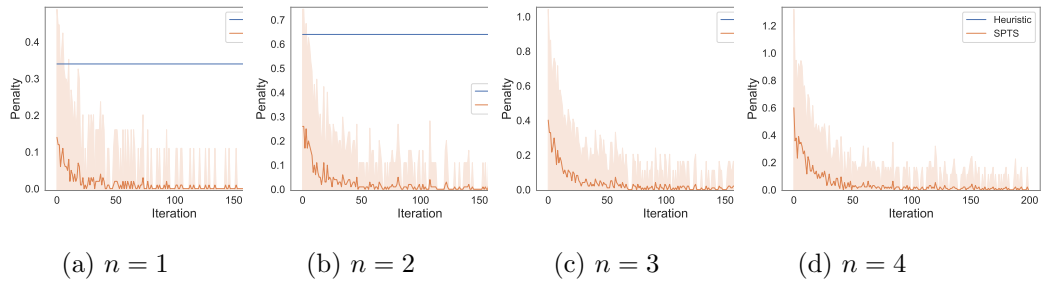 Penalty
0.4
0.3
0.2
0.1
0.0
0 50 100 150
Iteration
(a) n = 1
Penalty
0.7
0.6
0.5
0.4
0.3
0.2
0.1
0.0
0 50 100 150
Iteration
(b) n = 2
Penalty
1.0
0.8
0.6
0.4
0.2
0.0
0 50 100 150
Iteration
(c) n = 3
Penalty
1.2
1.0
0.8
0.6
0.4
0.2
0.0
0 50 100 150 200
Iteration
Heuristic
SPTS
(d) n = 4